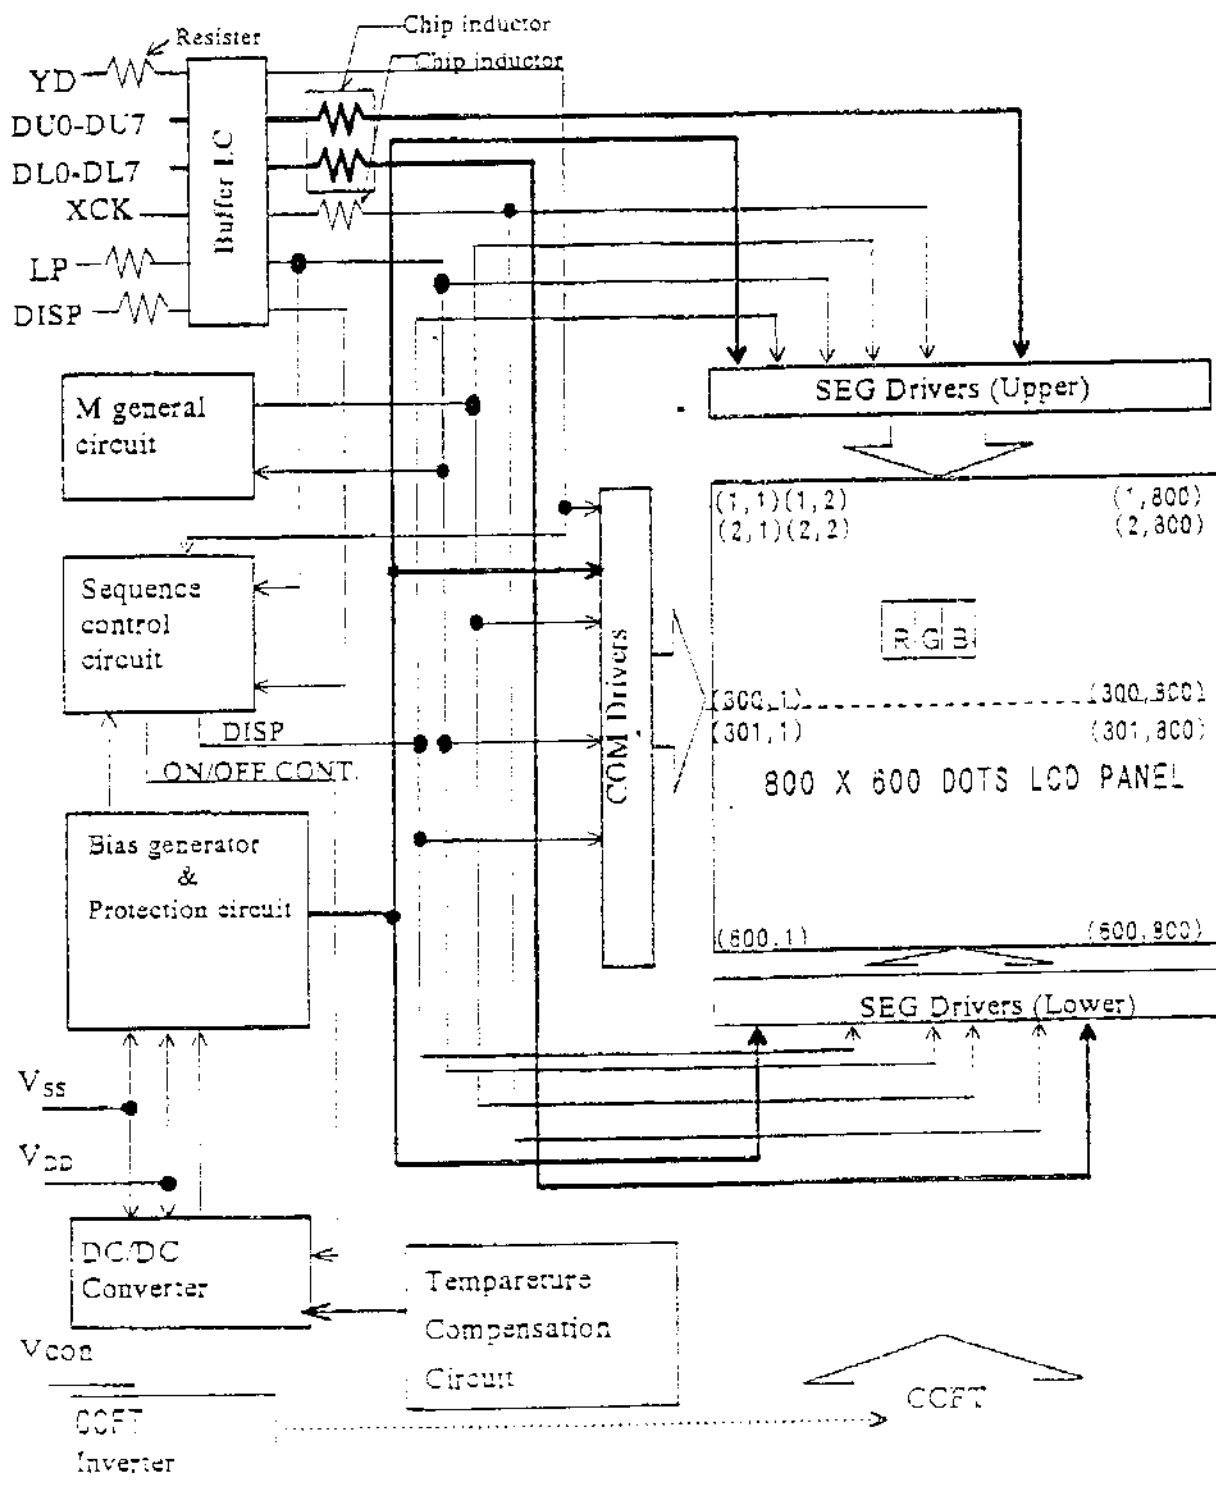 Resister
Chip inductor
Chip inductor
YD
DU0-DU7
DL0-DL7
XCK
LP
DISP
Buffer I.C
M general
circuit
SEG Drivers (Upper)
(1,1)(1,2)
(1,800)
(2,1)(2,2)
(2,800)
Sequence
control
circuit
R G B
COM Drivers
(300,1)
(300,800)
(301,1)
(301,800)
DISP
ON/OFF CONT.
800 X 600 DOTS LCD PANEL
Bias generator
&
Protection circuit
(600,1)
(600,800)
SEG Drivers (Lower)
VSS
VDD
DC/DC
Converter
Tempareture
Compensation
Circuit
VCON
CCFT
Inverter
CCFT